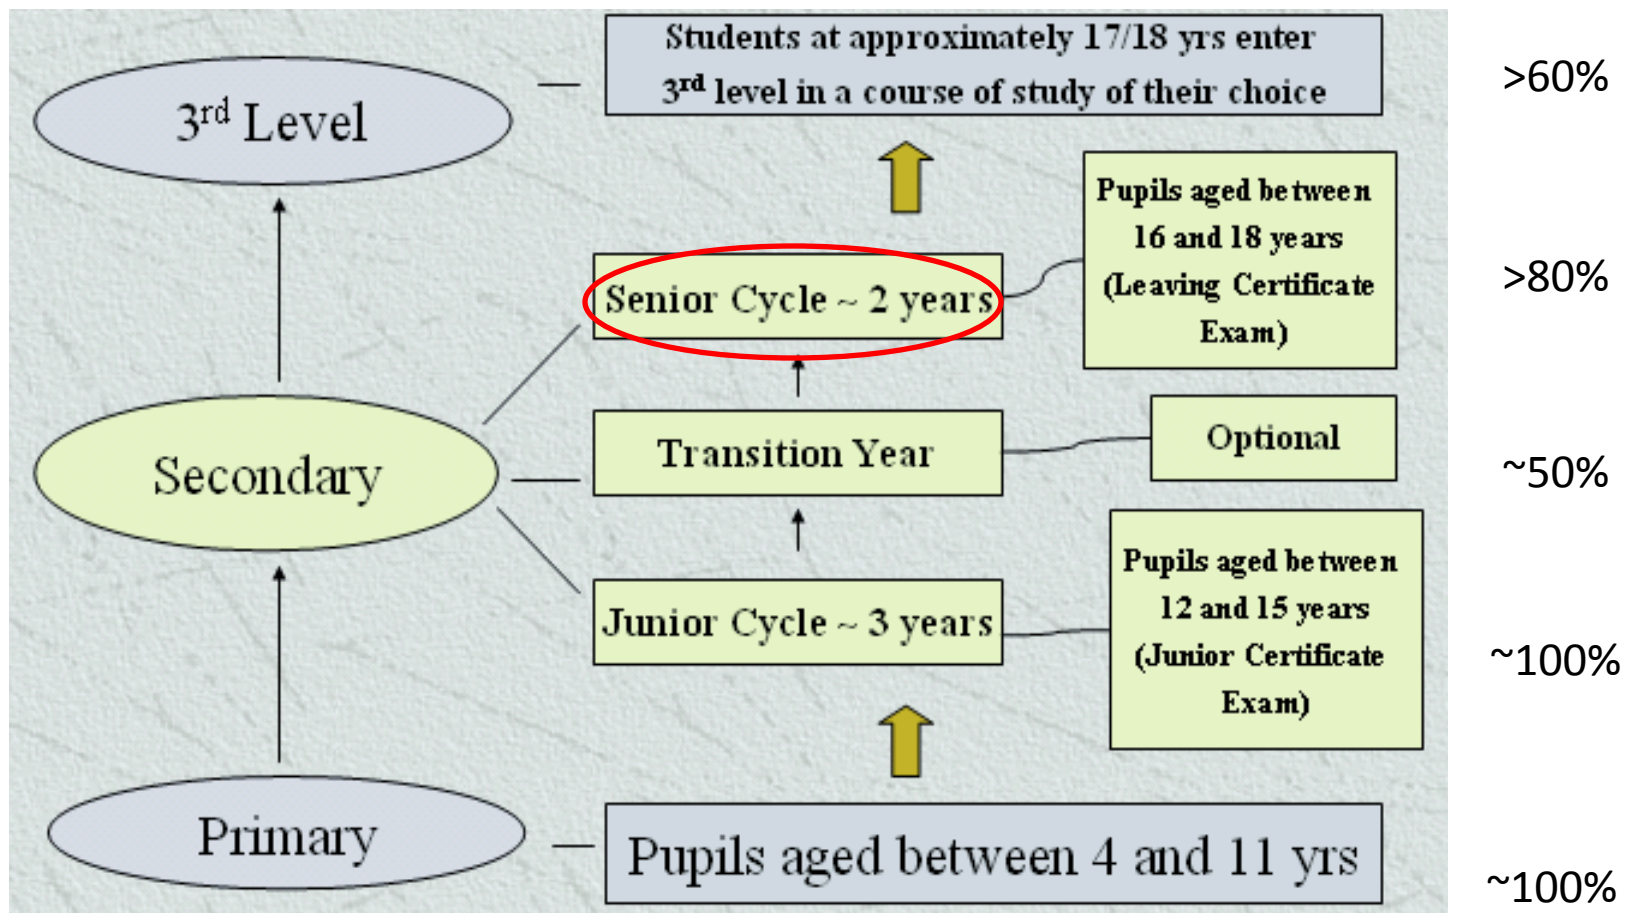 Students at approximately 17/18 yrs enter
3rd level in a course of study of their choice
>60%
3rd Level
Pupils aged between
16 and 18 years
(Leaving Certificate
Exam)
>80%
Senior Cycle ~ 2 years
Secondary
Transition Year
Optional
~50%
Junior Cycle ~ 3 years
Pupils aged between
12 and 15 years
(Junior Certificate
Exam)
~100%
Primary
Pupils aged between 4 and 11 yrs
~100%